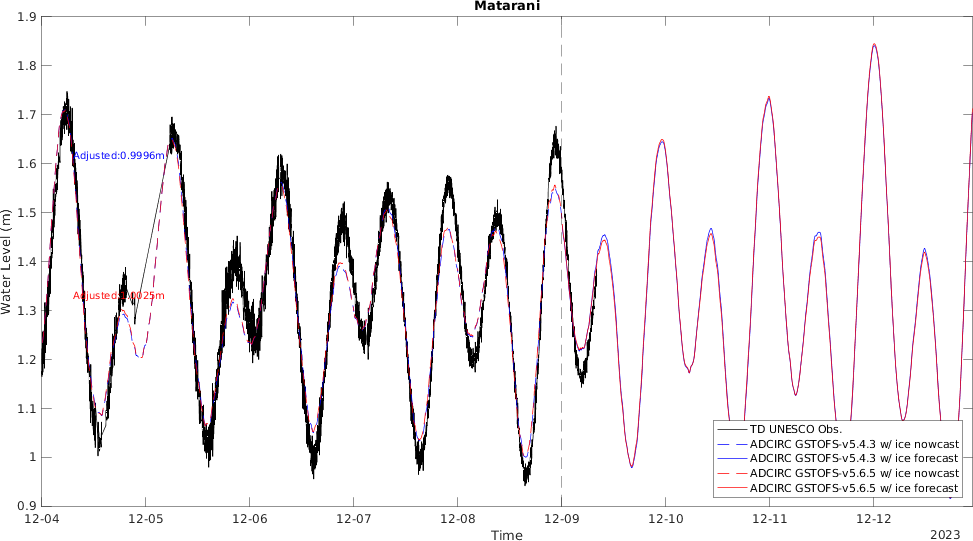 Matarani
1.9
1.8
1.7
1.6
1.5
1.4
1.3
1.2
1.1
1
0.9
Water Level (m)
Adjusted:0.9996m
Adjusted:1.0025m
TD UNESCO Obs.
ADCIRC GSTOFS-v5.4.3 w/ ice nowcast
ADCIRC GSTOFS-v5.4.3 w/ ice forecast
ADCIRC GSTOFS-v5.6.5 w/ ice nowcast
ADCIRC GSTOFS-v5.6.5 w/ ice forecast
12-04 12-05 12-06 12-07 12-08 12-09 12-10 12-11 12-12
Time
2023